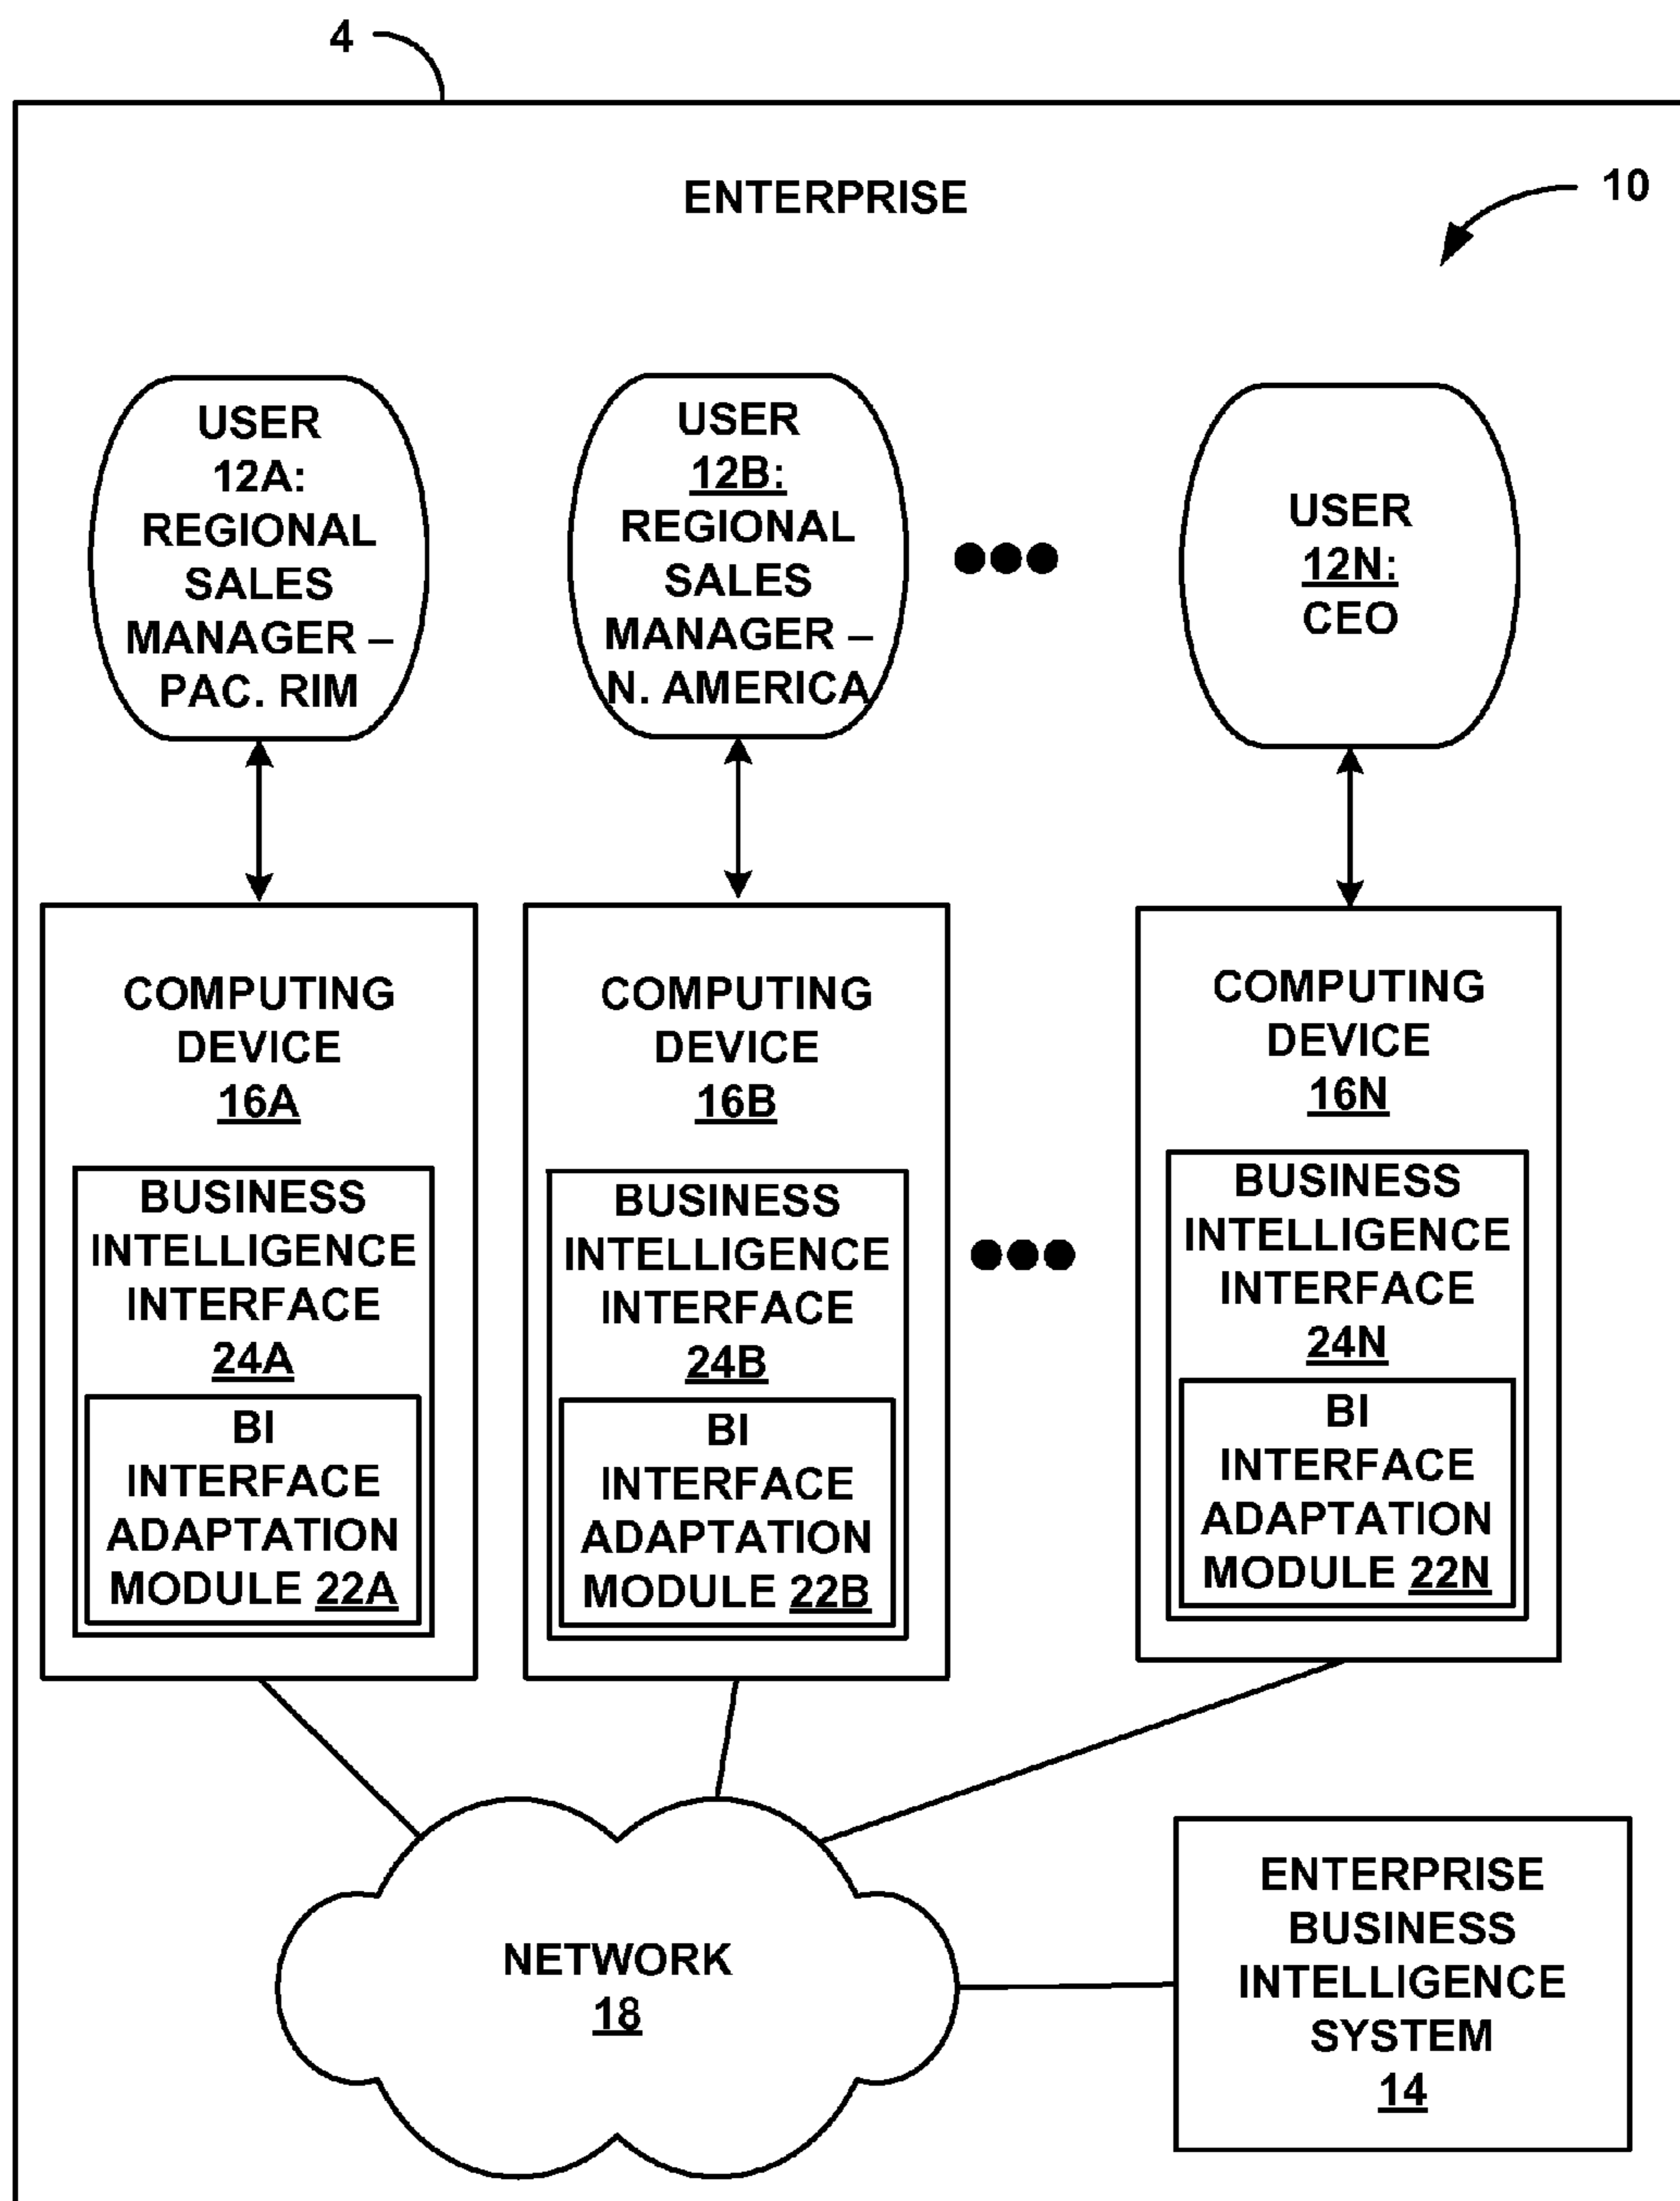 4
ENTERPRISE
10
USER
12A:
REGIONAL
SALES
MANAGER –
PAC. RIM
USER
12B:
REGIONAL
SALES
MANAGER –
N. AMERICA
USER
12N:
CEO
COMPUTING
DEVICE
16A
BUSINESS
INTELLIGENCE
INTERFACE
24A
BI
INTERFACE
ADAPTATION
MODULE 22A
COMPUTING
DEVICE
16B
BUSINESS
INTELLIGENCE
INTERFACE
24B
BI
INTERFACE
ADAPTATION
MODULE 22B
COMPUTING
DEVICE
16N
BUSINESS
INTELLIGENCE
INTERFACE
24N
BI
INTERFACE
ADAPTATION
MODULE 22N
NETWORK
18
ENTERPRISE
BUSINESS
INTELLIGENCE
SYSTEM
14